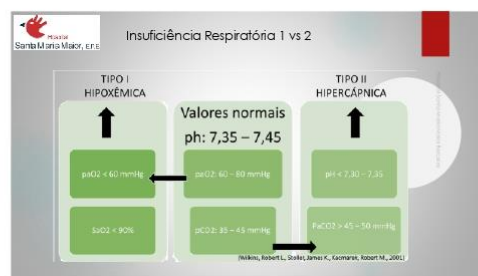 Hospital
Santa Maria Maior, E.P.E.
Insuficiência Respiratória 1 vs 2
TIPO I
HIPOXÉMICA
Valores normais
ph: 7,35 – 7,45
TIPO II
HIPERCÁPNICA
paO2 < 60 mmHg
paO2: 60 – 80 mmHg
pH < 7,30 – 7,35
SaO2 < 90%
pCO2: 35 – 45 mmHg
PaCO2 > 45 – 50 mmHg
(Wilkins, Robert L., Stoller, James K., Kacmarek, Robert M., 2001)